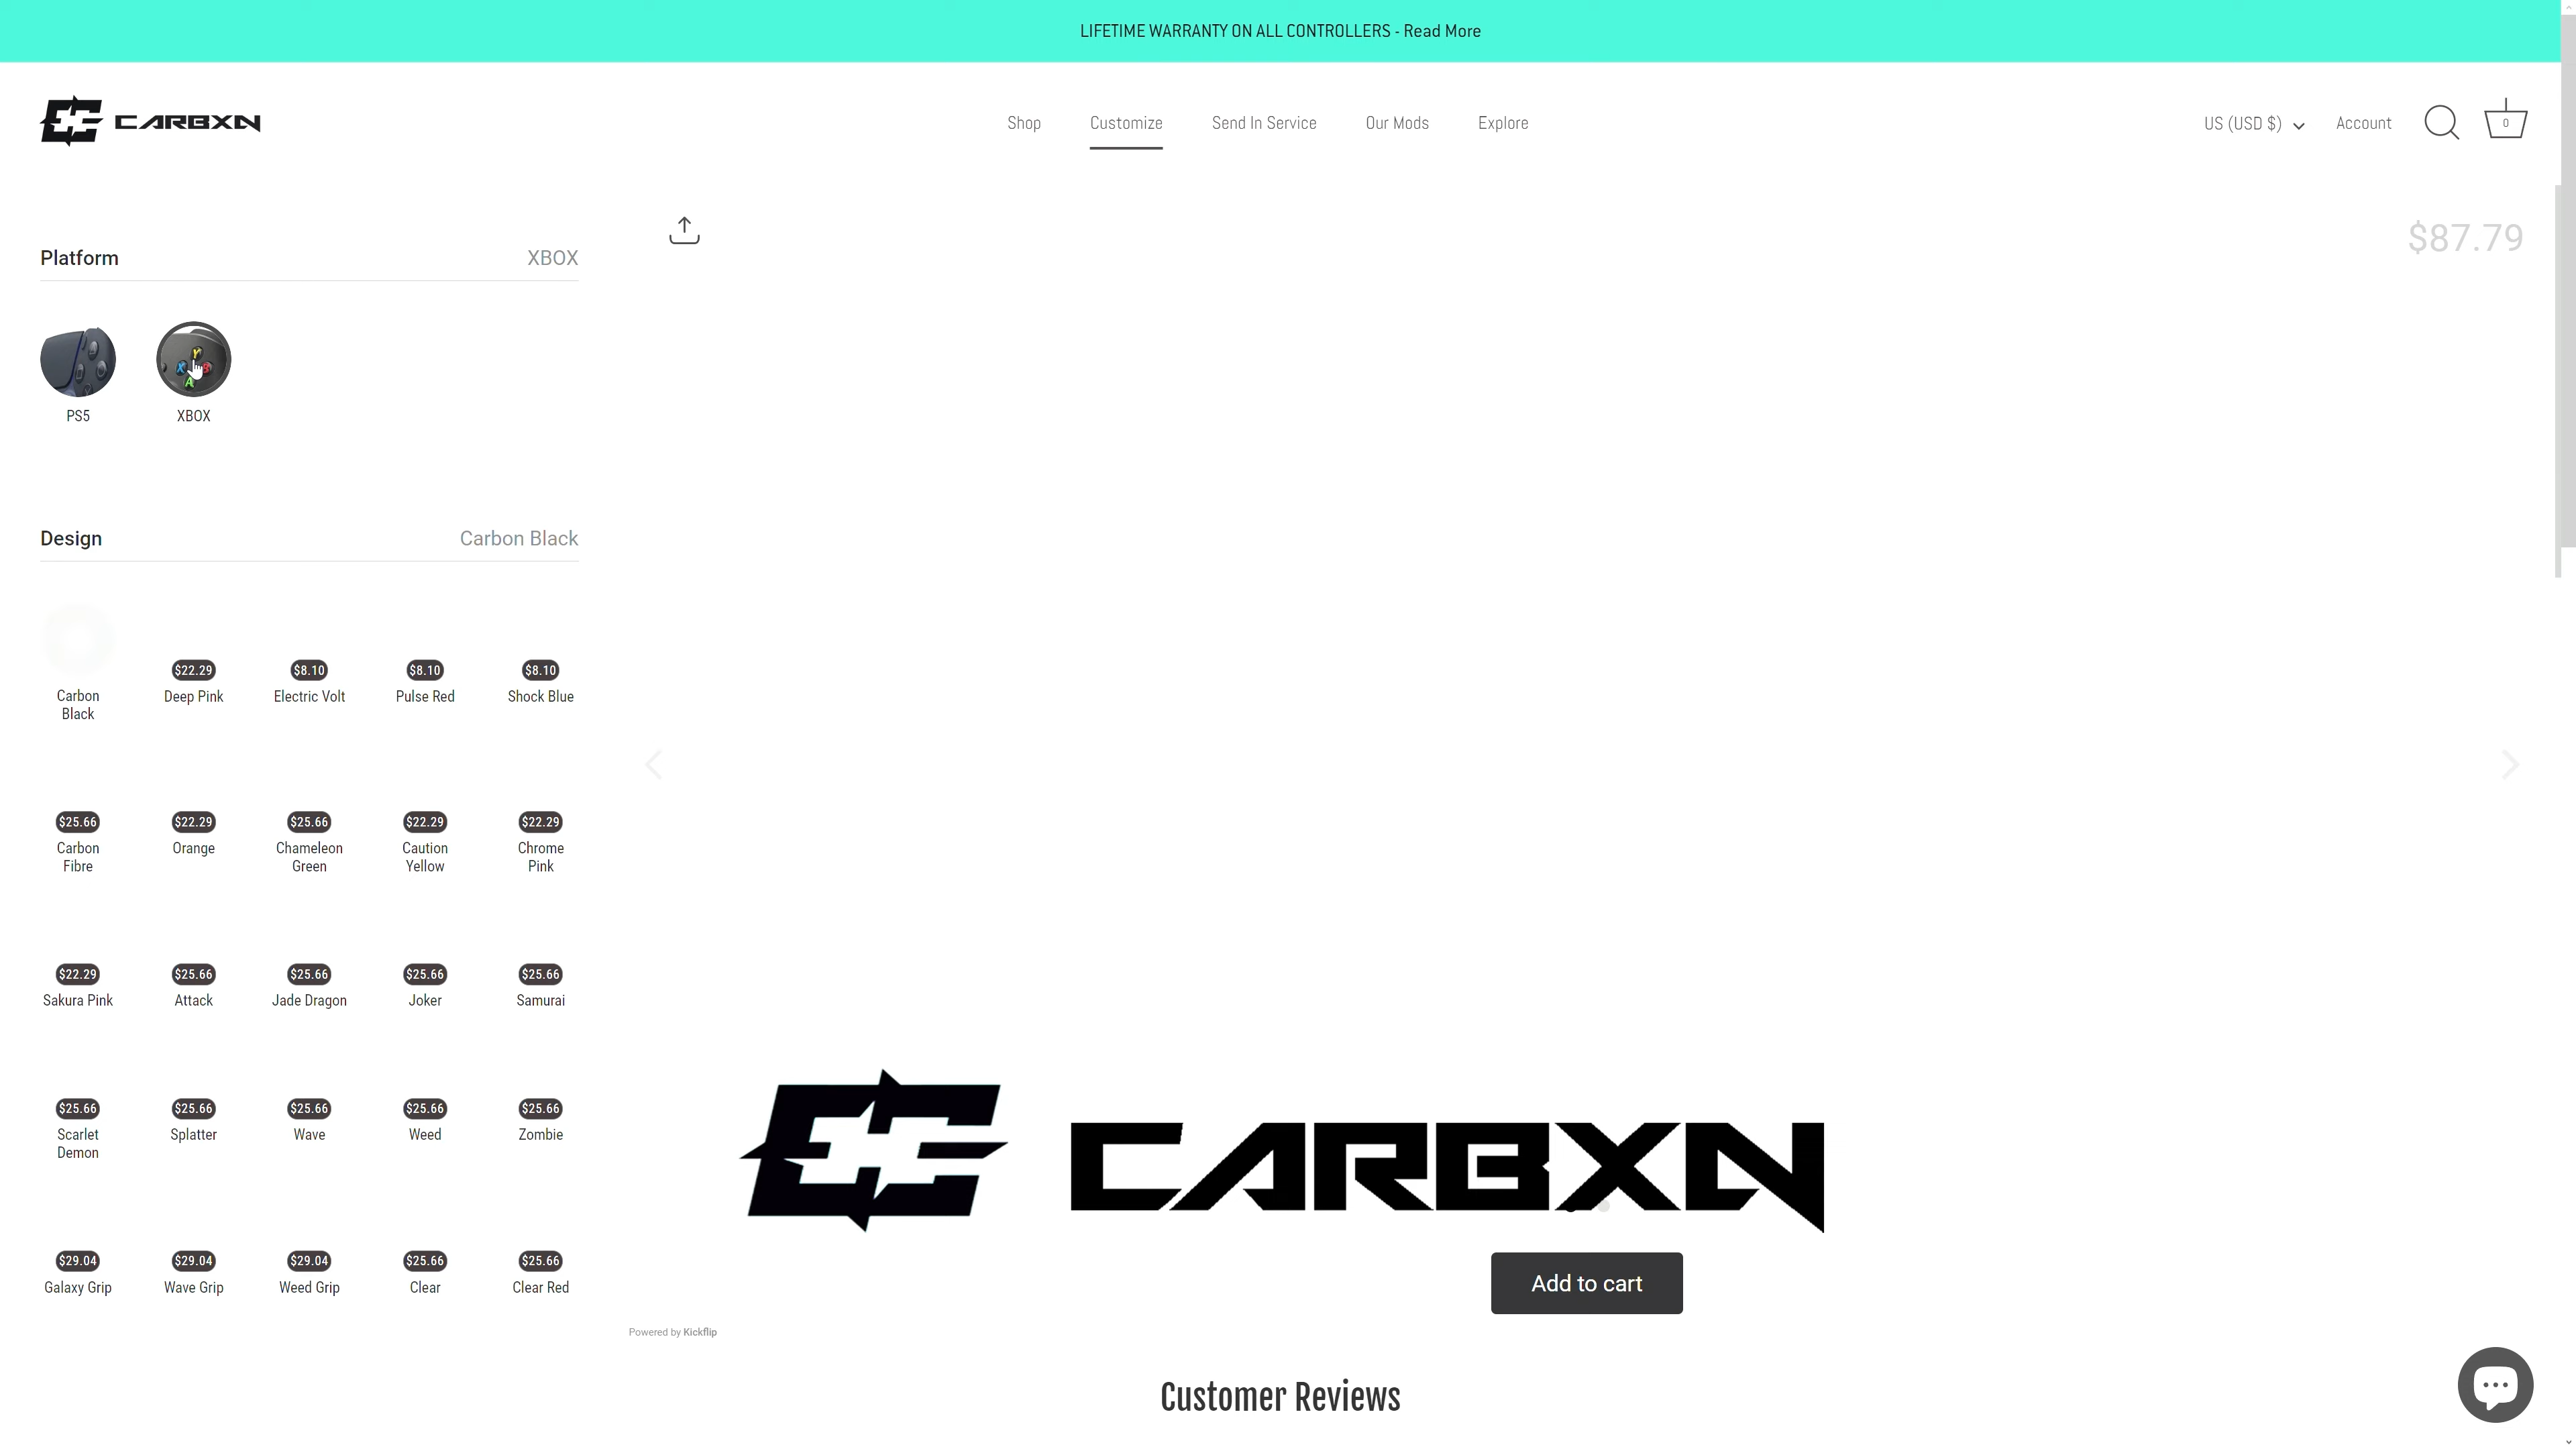 LIFETIME WARRANTY ON ALL CONTROLLERS - Read More
CARBXN
Shop
Customize
Send In Service
Our Mods
Explore
US (USD $)
Account
0
Platform
XBOX
$87.79
Y
X
B
A
PS5
XBOX
Design
Carbon Black
$22.29
$8.10
$8.10
$8.10
Carbon
Black
Deep Pink
Electric Volt
Pulse Red
Shock Blue
$25.66
$22.29
$25.66
$22.29
$22.29
Carbon
Fibre
Orange
Chameleon
Green
Caution
Yellow
Chrome
Pink
$22.29
$25.66
$25.66
$25.66
$25.66
Sakura Pink
Attack
Jade Dragon
Joker
Samurai
$25.66
$25.66
$25.66
$25.66
$25.66
Scarlet
Demon
Splatter
Wave
Weed
Zombie
CARBXN
$29.04
$29.04
$29.04
$25.66
$25.66
Galaxy Grip
Wave Grip
Weed Grip
Clear
Clear Red
Add to cart
Powered by Kickflip
Customer Reviews